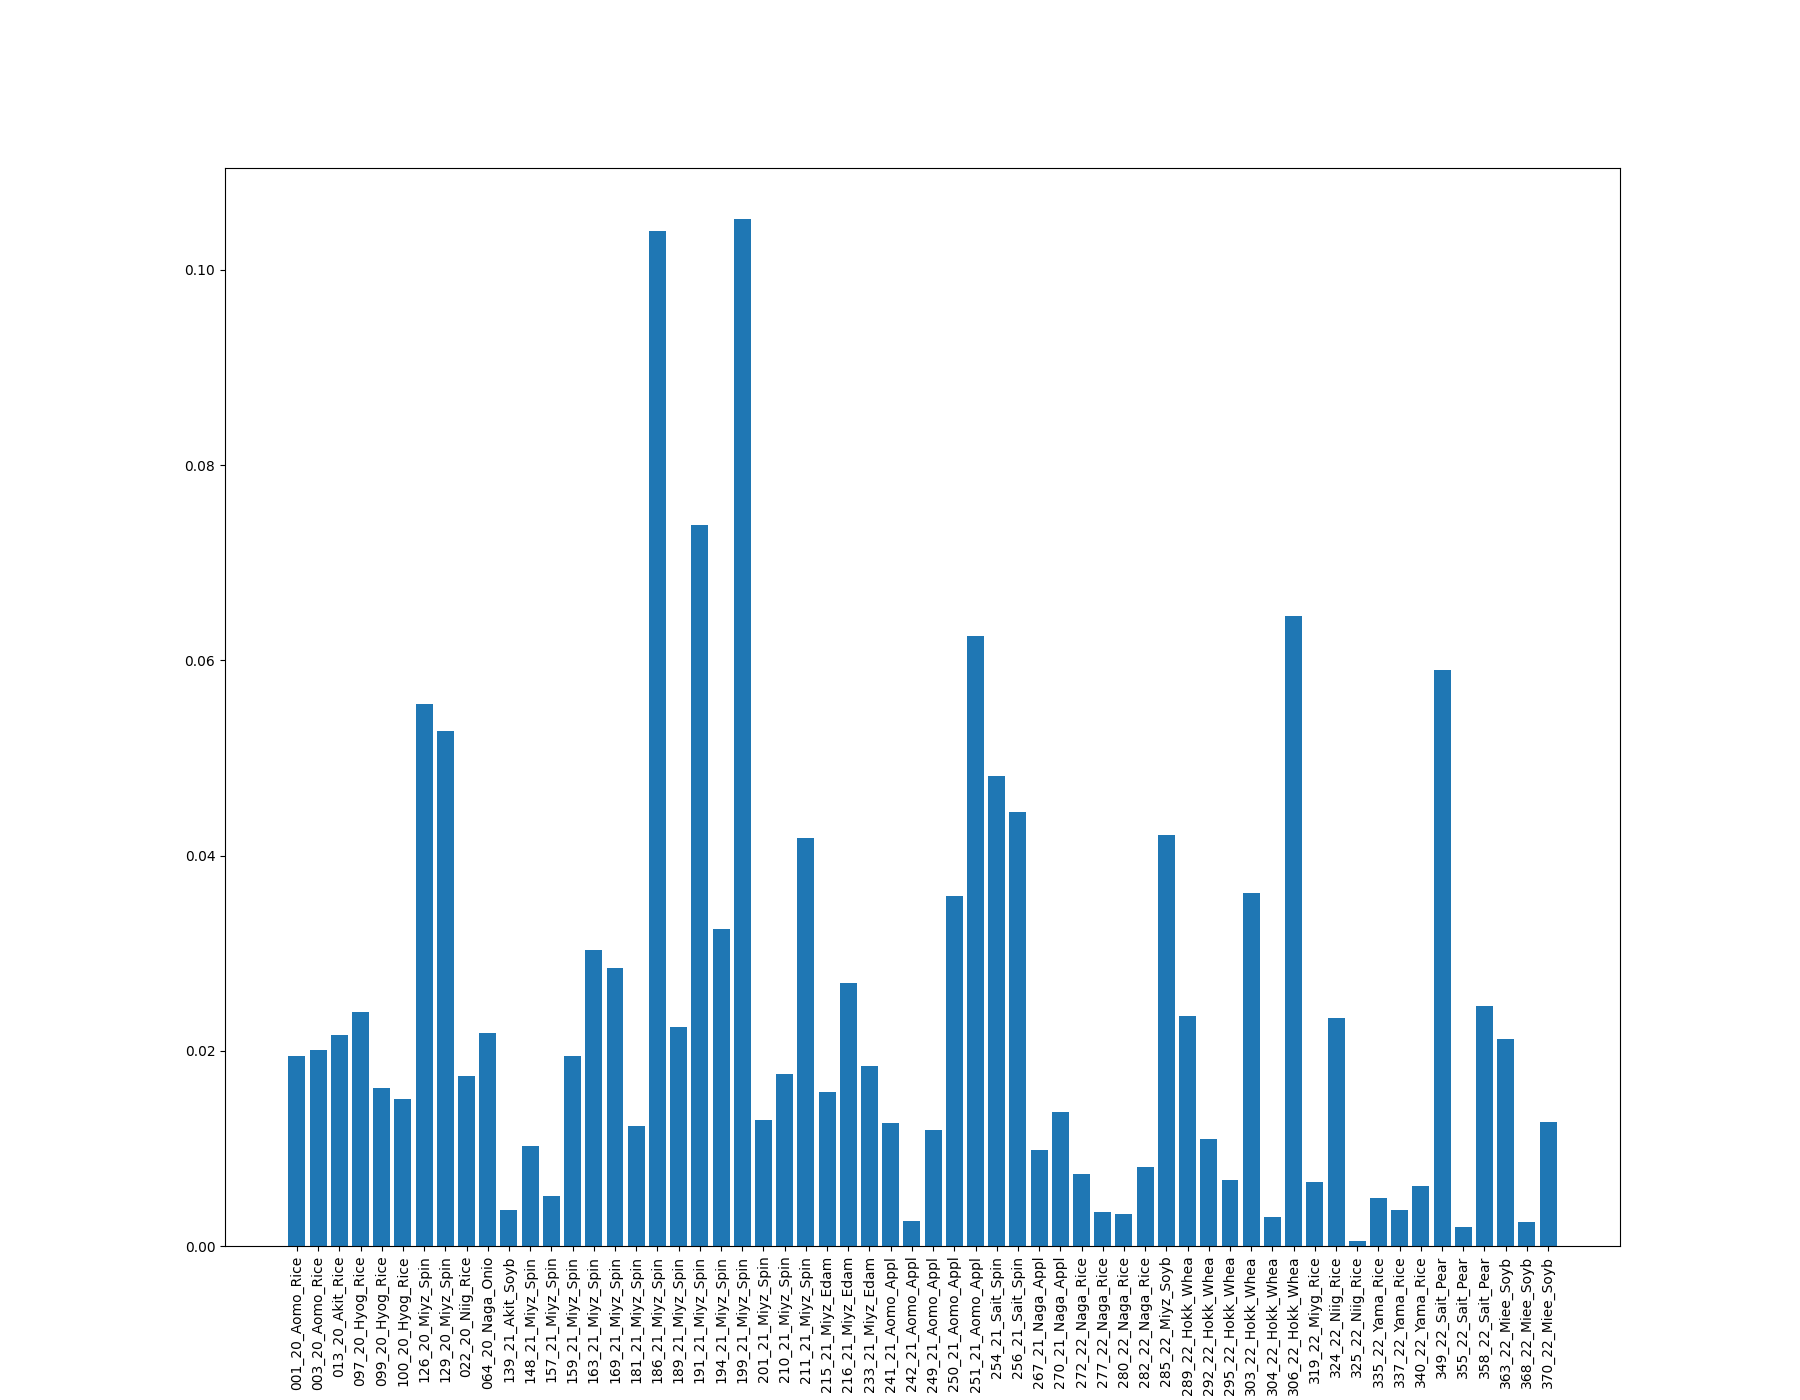 0.10
0.08
0.06
0.04
0.02
0.00
001_20_Aomo_Rice
003_20_Aomo_Rice
013_20_Akit_Rice
097_20_Hyog_Rice
099_20_Hyog_Rice
100_20_Hyog_Rice
126_20_Miyz_Spin
129_20_Miyz_Spin
022_20_Niig_Rice
064_20_Naga_Onio
139_21_Akit_Soyb
148_21_Miyz_Spin
157_21_Miyz_Spin
159_21_Miyz_Spin
163_21_Miyz_Spin
169_21_Miyz_Spin
181_21_Miyz_Spin
186_21_Miyz_Spin
189_21_Miyz_Spin
191_21_Miyz_Spin
194_21_Miyz_Spin
199_21_Miyz_Spin
201_21_Miyz_Spin
210_21_Miyz_Spin
211_21_Miyz_Spin
215_21_Miyz_Edam
216_21_Miyz_Edam
233_21_Miyz_Edam
241_21_Aomo_Appl
242_21_Aomo_Appl
249_21_Aomo_Appl
250_21_Aomo_Appl
251_21_Aomo_Appl
254_21_Sait_Spin
256_21_Sait_Spin
267_21_Naga_Appl
270_21_Naga_Appl
272_22_Naga_Rice
277_22_Naga_Rice
280_22_Naga_Rice
282_22_Naga_Rice
285_22_Miyz_Soyb
289_22_Hokk_Whea
292_22_Hokk_Whea
295_22_Hokk_Whea
303_22_Hokk_Whea
304_22_Hokk_Whea
306_22_Hokk_Whea
319_22_Miyg_Rice
324_22_Niig_Rice
325_22_Niig_Rice
335_22_Yama_Rice
337_22_Yama_Rice
340_22_Yama_Rice
349_22_Sait_Pear
355_22_Sait_Pear
358_22_Sait_Pear
363_22_Miee_Soyb
368_22_Miee_Soyb
370_22_Miee_Soyb